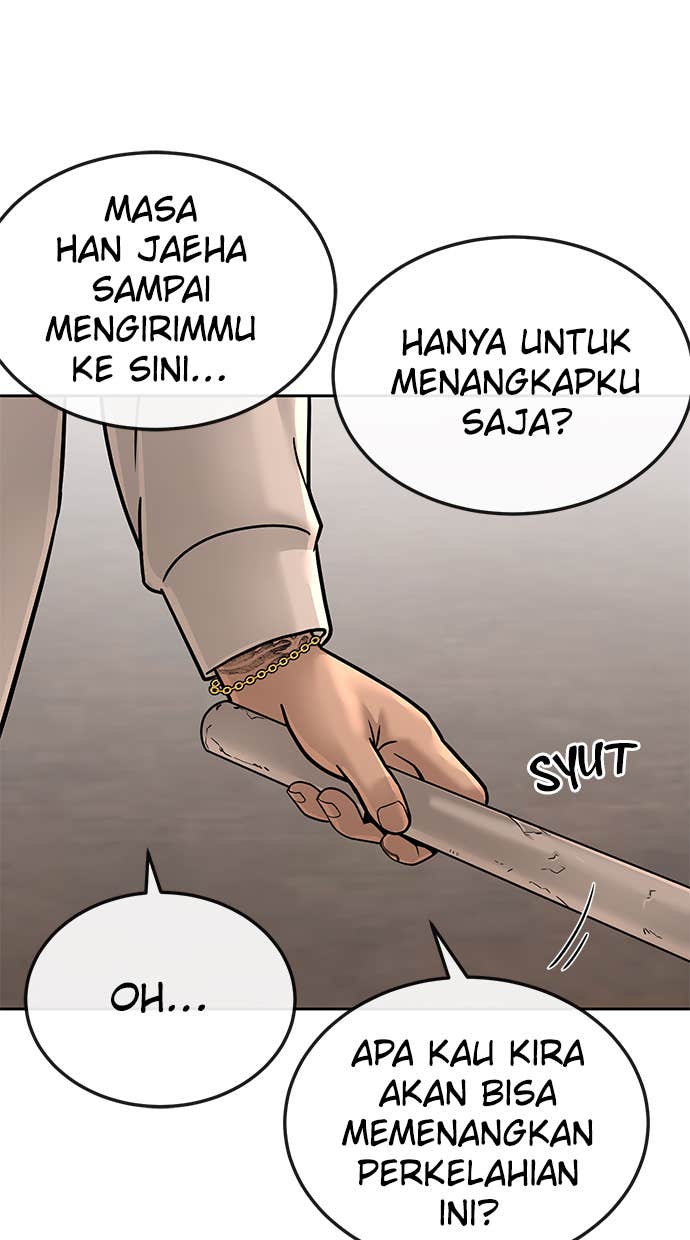 MASA
HAN JAEHA
SAMPAI
MENGIRIMMU
KE SINI...
HANYA UNTUK
MENANGKAPKU
SAJA?
SYUT
OH...
APA KAU KIRA
AKAN BISA
MEMENANGKAN
PERKELAHIAN
INI?